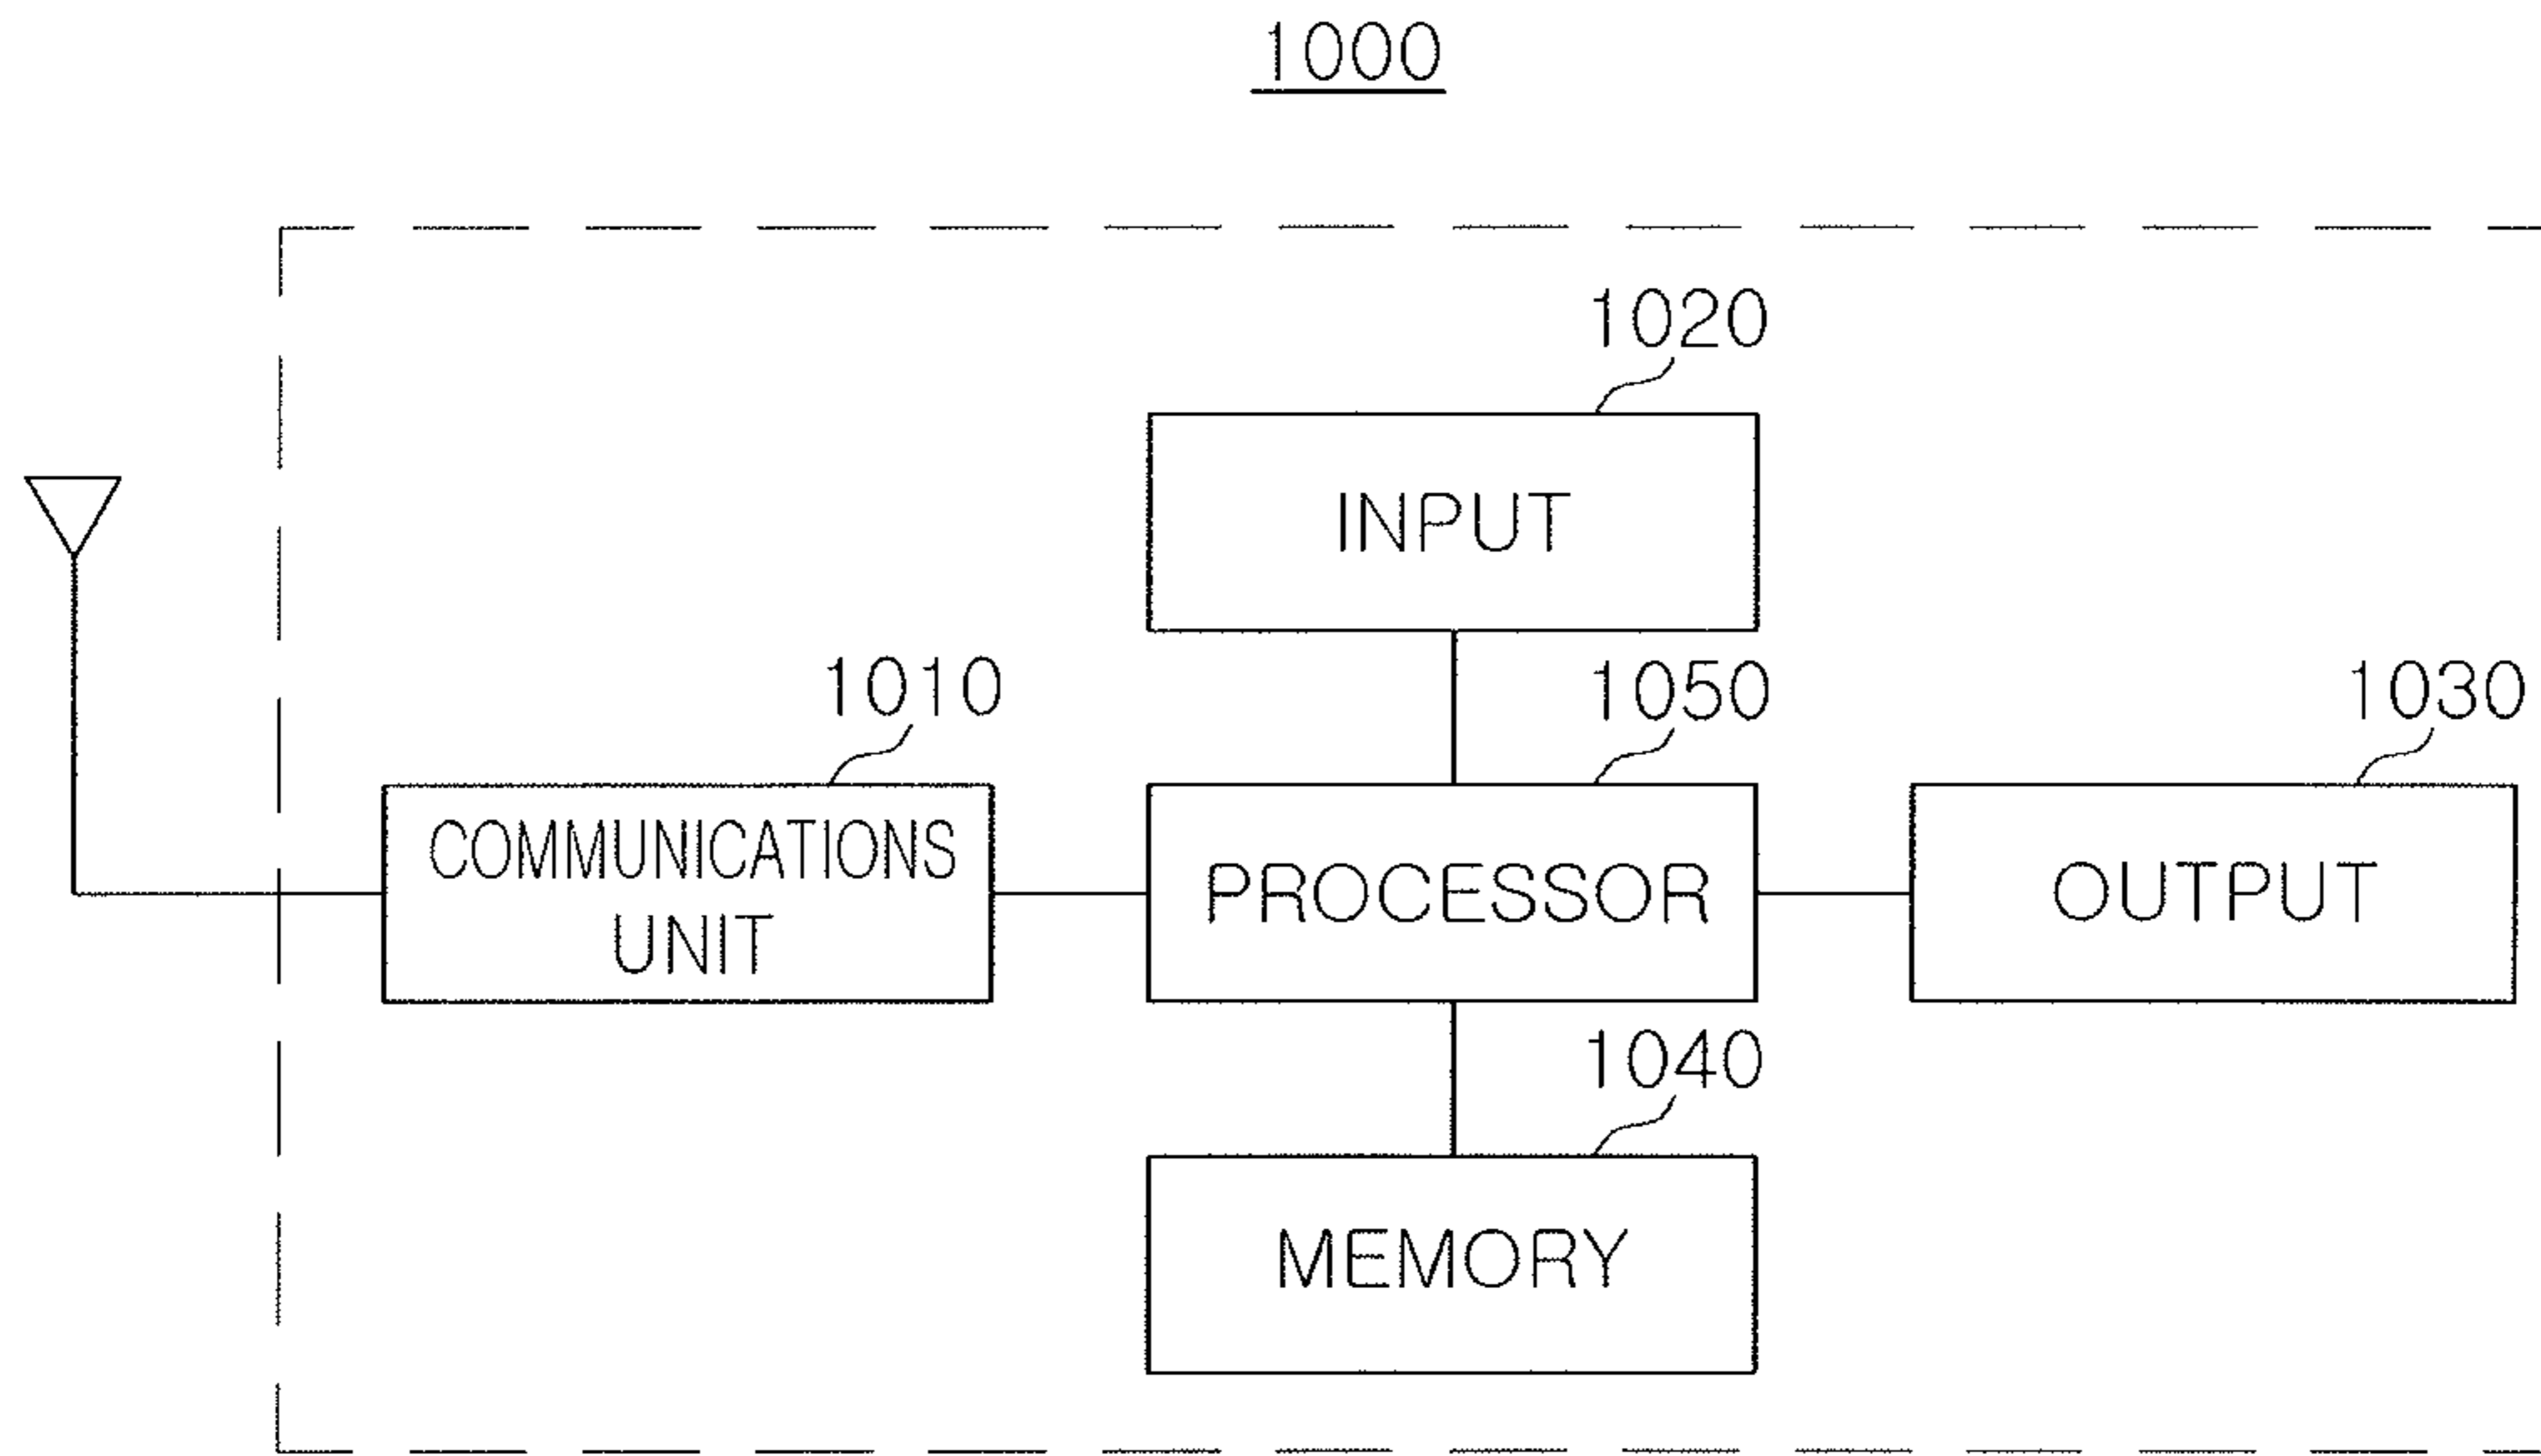 1000
1020
INPUT
1010
1050
1030
COMMUNICATIONS
UNIT
PROCESSOR
OUTPUT
1040
MEMORY